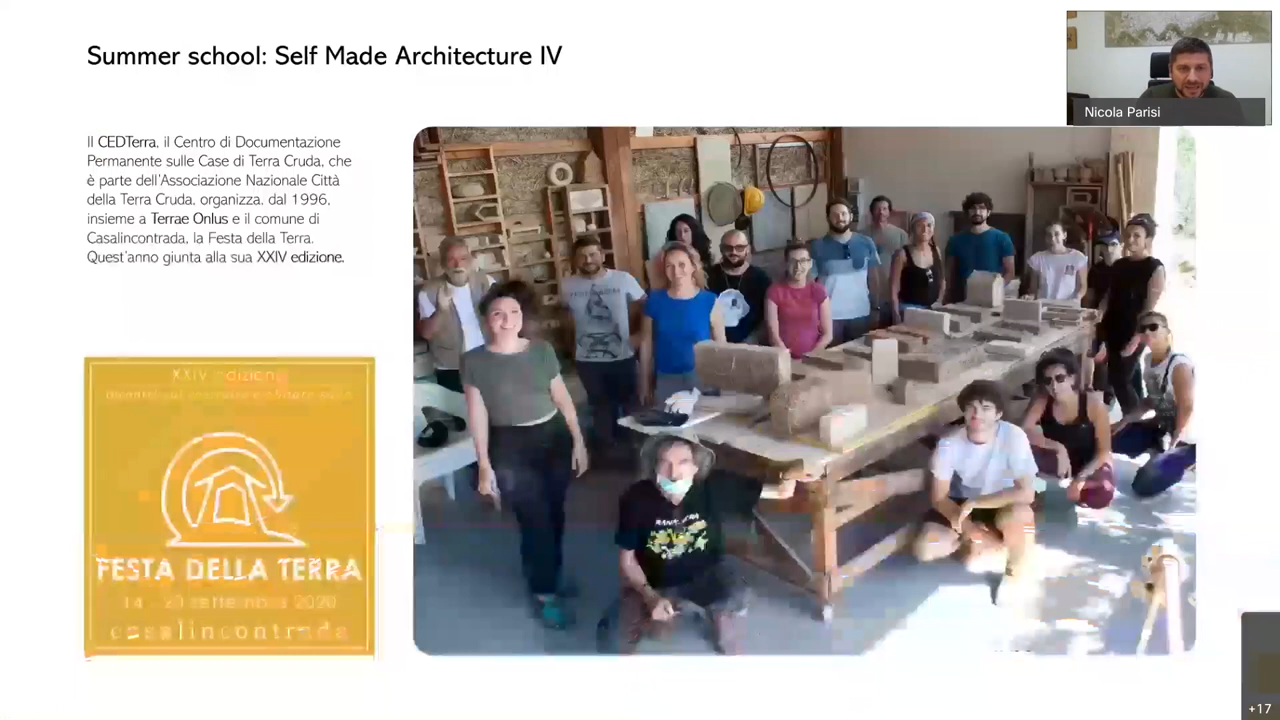 Summer school: Self Made Architecture IV
Nicola Parisi
Il CEDTerra, il Centro di Documentazione
Permanente sulle Case di Terra Cruda, che
è parte dell'Associazione Nazionale Città
della Terra Cruda, organizza, dal 1996,
insieme a Terrae Onlus e il comune di
Casalincontrada, la Festa della Terra.
Quest'anno giunta alla sua XXIV edizione.
XXIV edizione
FESTA DELLA TERRA
14 - 20 settembre 2020
casalincontrada
+17